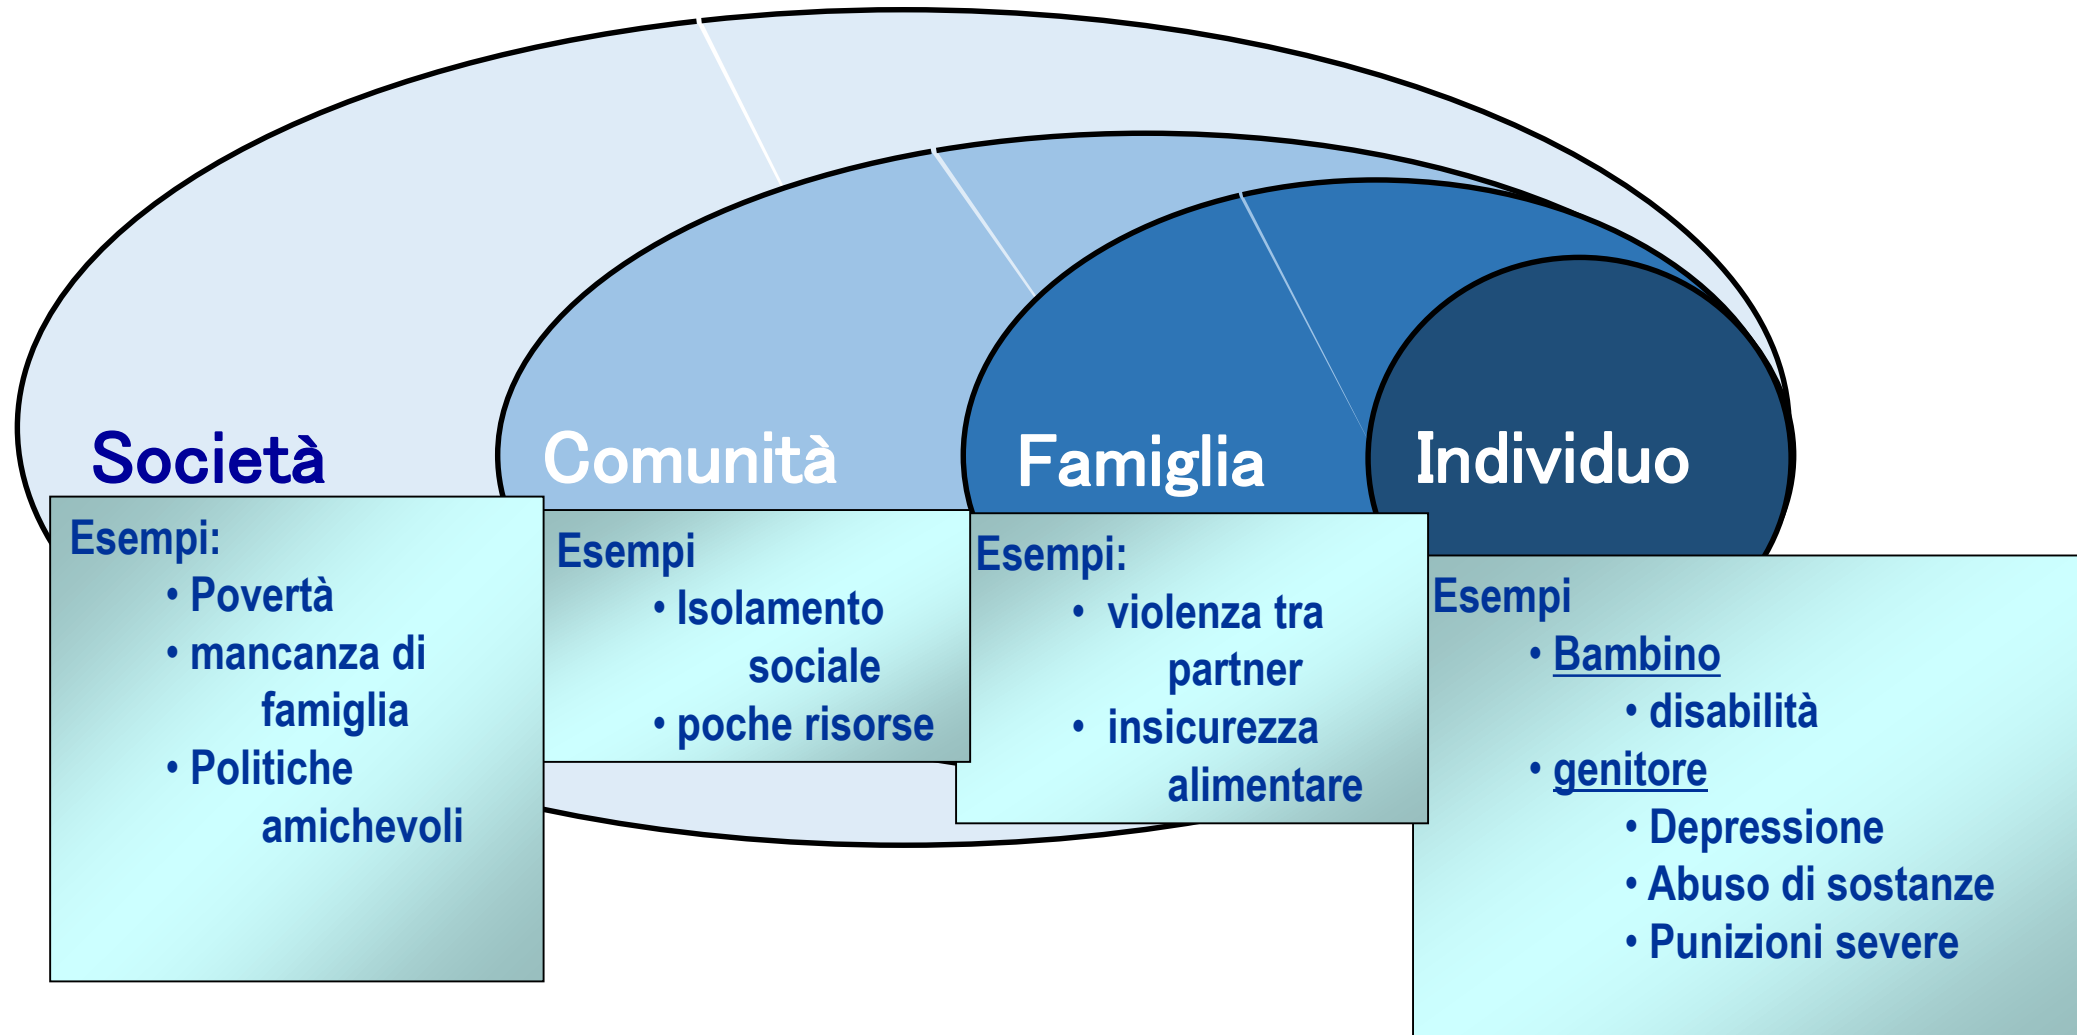 Società
Comunità
Famiglia
Individuo
Esempi:
• Povertà
• mancanza di
famiglia
• Politiche
amichevoli
Esempi
• Isolamento
sociale
• poche risorse
Esempi:
• violenza tra
partner
• insicurezza
alimentare
Esempi
• Bambino
• disabilità
• genitore
• Depressione
• Abuso di sostanze
• Punizioni severe